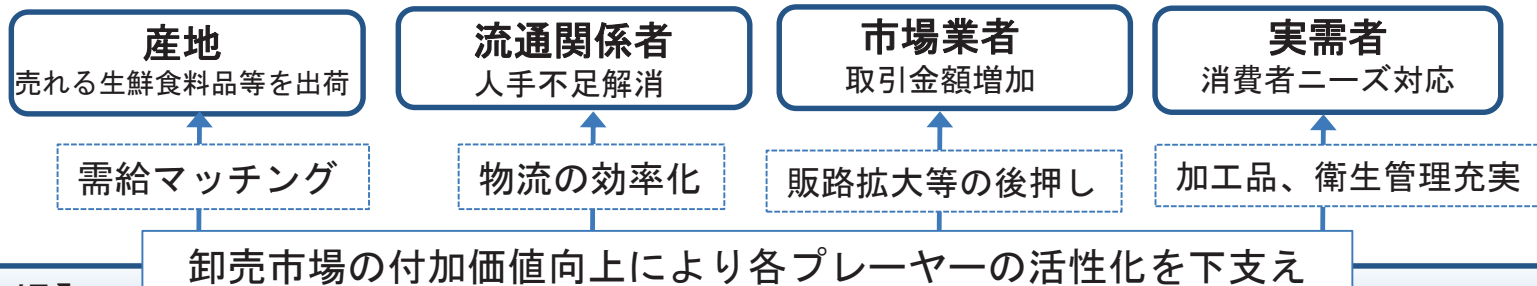 産地
売れる生鮮食料品等を出荷
流通関係者
人手不足解消
市場業者
取引金額増加
実需者
消費者ニーズ対応
需給マッチング
物流の効率化
販路拡大等の後押し
加工品、衛生管理充実
卸売市場の付加価値向上により各プレーヤーの活性化を下支え